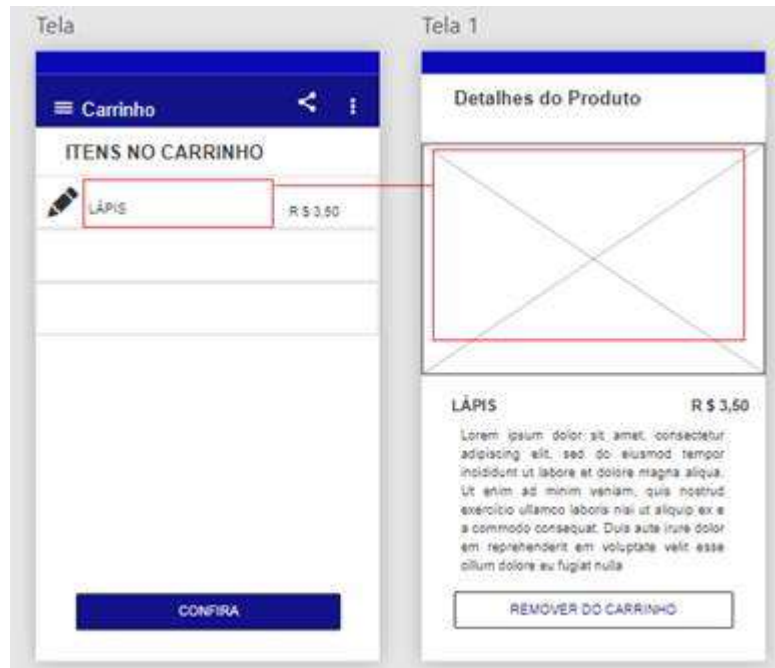 Tela
Carrinho
ITENS NO CARRINHO
LÁPIS
R $ 3,50
CONFIRA
Tela 1
Detalhes do Produto
LÁPIS R $ 3,50
Lorem ipsum dolor sit amet, consectetur
adipiscing elit, sed do eiusmod tempor
incididunt ut labore et dolore magna aliqua.
Ut enim ad minim veniam, quis nostrud
exercício ullamco laboris nisi ut aliquip ex e
a commodo consequat. Duis aute irure dolor
em reprehenderit em voluptate velit esse
cillum dolore eu fugiat nulla
REMOVER DO CARRINHO